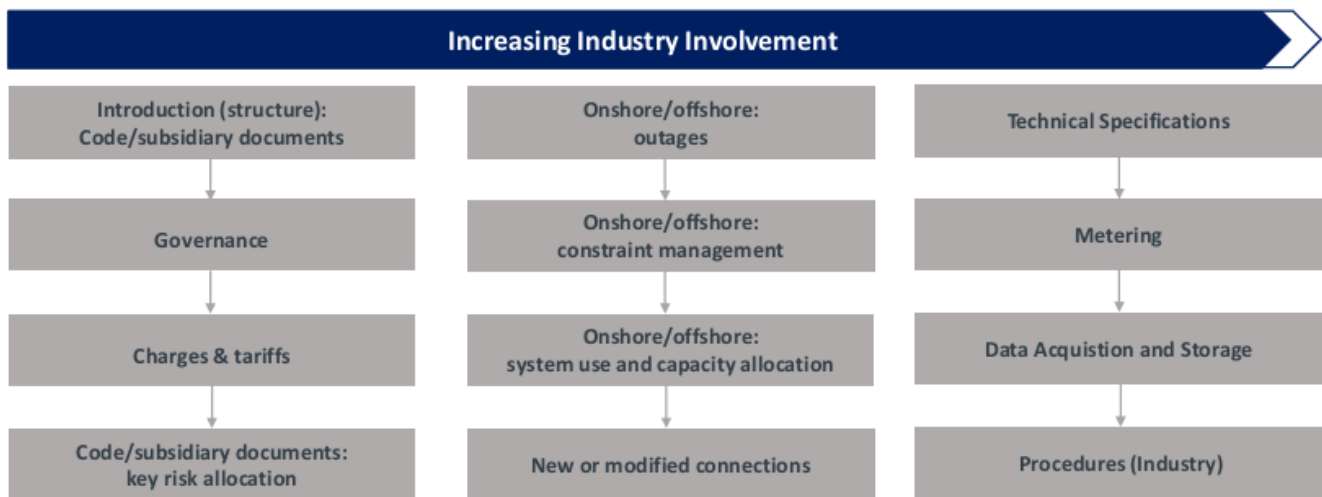 Increasing Industry Involvement
Introduction (structure):
Code/subsidiary documents
Governance
Charges & tariffs
Code/subsidiary documents:
key risk allocation
Onshore/offshore:
outages
Onshore/offshore:
constraint management
Onshore/offshore:
system use and capacity allocation
New or modified connections
Technical Specifications
Metering
Data Acquistion and Storage
Procedures (Industry)